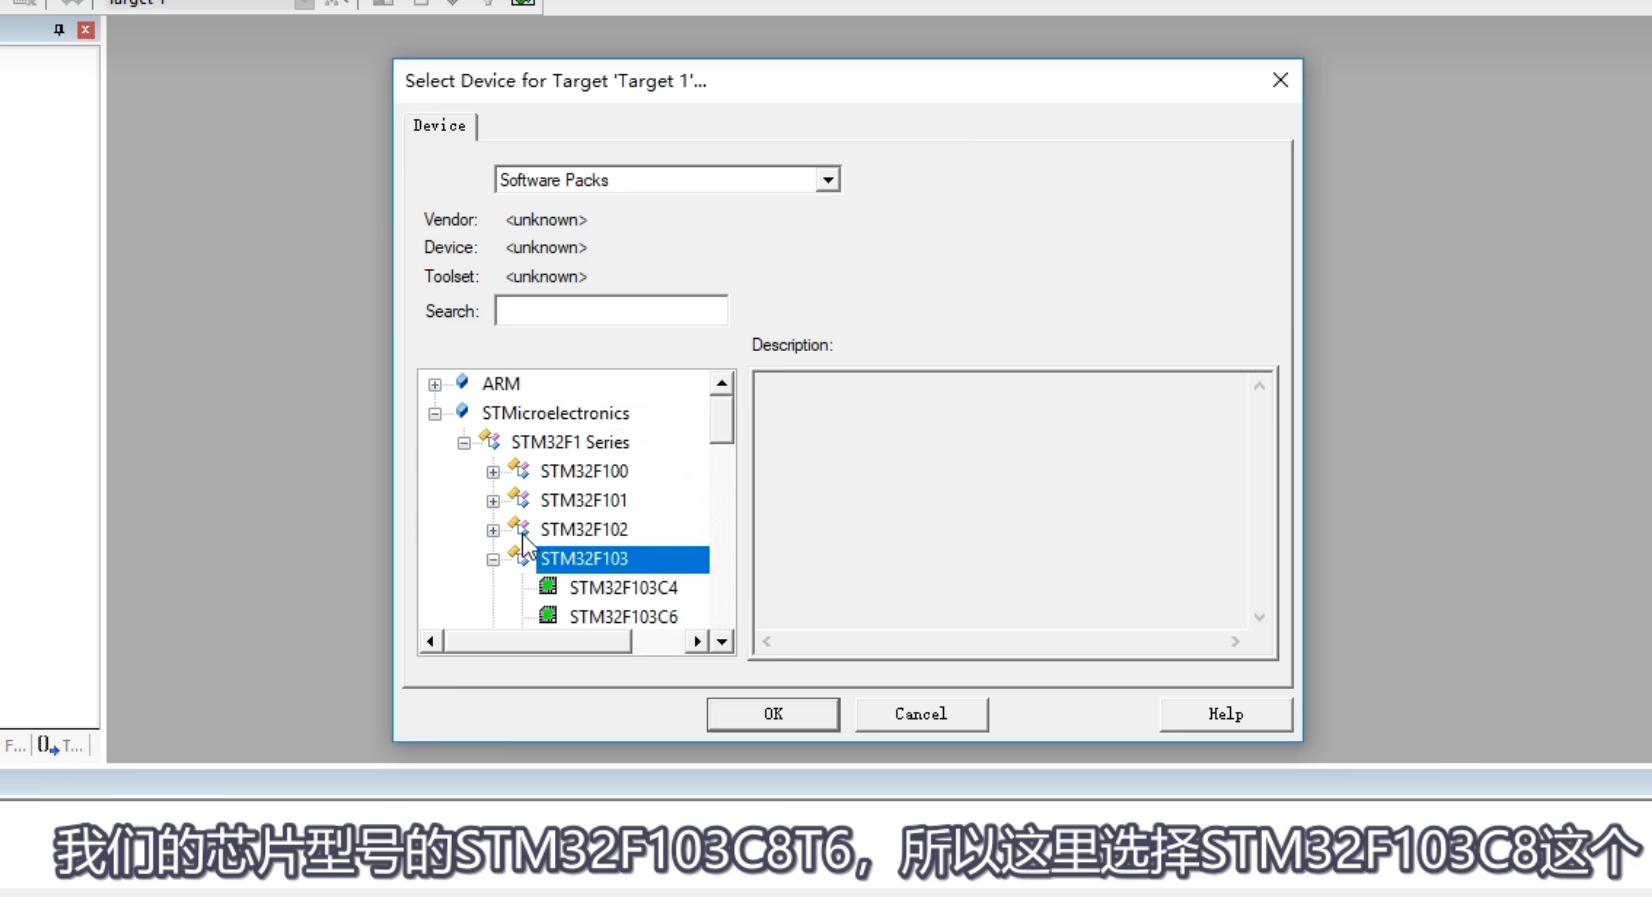 Target 1
Select Device for Target 'Target 1'...
Device
Software Packs
Vendor: <unknown>
Device: <unknown>
Toolset: <unknown>
Search:
Description:
ARM
STMicroelectronics
STM32F1 Series
STM32F100
STM32F101
STM32F102
STM32F103
STM32F103C4
STM32F103C6
OK
Cancel
Help
F... T...
我们的芯片型号的STM32F103C8T6，所以这里选择STM32F103C8这个